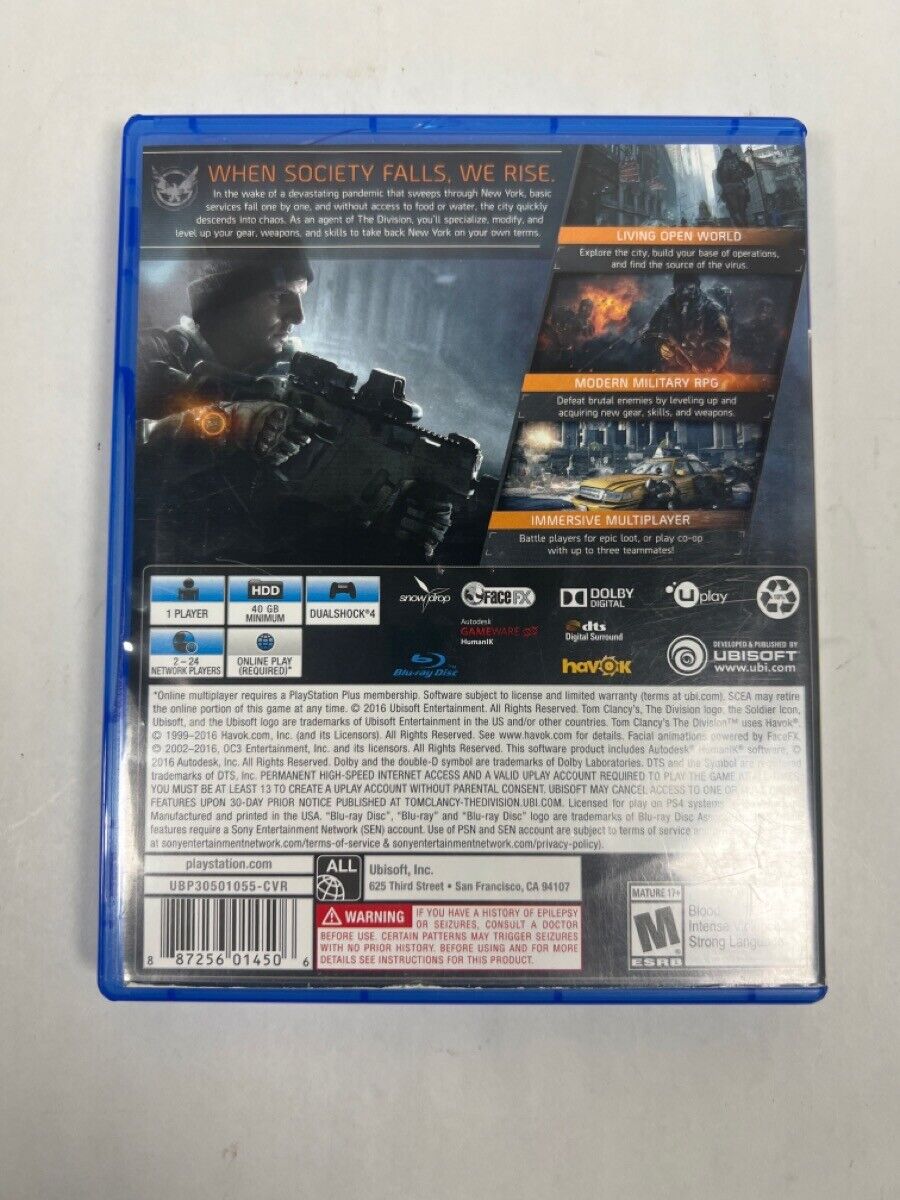 WHEN SOCIETY FALLS, WE RISE.
In the wake of a devastating pandemic that sweeps through New York, basic
services fail one by one, and without access to food or water, the city quickly
descends into chaos. As an agent of The Division, you'll specialize, modify, and
level up your gear, weapons, and skills to take back New York on your own terms.
LIVING OPEN WORLD
Explore the city, build your base of operations,
and find the source of the virus.
MODERN MILITARY RPG
Defeat brutal enemies by leveling up and
acquiring new gear, skills, and weapons.
IMMERSIVE MULTIPLAYER
Battle players for epic loot, or play co-op
with up to three teammates!
1 PLAYER
HDD
40 GB
MINIMUM
DUALSHOCK®4
2 – 24
NETWORK PLAYERS
ONLINE PLAY
(REQUIRED)*
snowdrop
FaceFX
Autodesk
GAMEWARE
HumanIK
Blu-ray Disc™
DOLBY
DIGITAL
dts
Digital Surround
havok
Uplay
DEVELOPED & PUBLISHED BY
UBISOFT
www.ubi.com
*Online multiplayer requires a PlayStation Plus membership. Software subject to license and limited warranty (terms at ubi.com). SCEA may retire
the online portion of this game at any time. © 2016 Ubisoft Entertainment. All Rights Reserved. Tom Clancy's, The Division logo, the Soldier Icon,
Ubisoft, and the Ubisoft logo are trademarks of Ubisoft Entertainment in the US and/or other countries. Tom Clancy's The Division™ uses Havok®.
© 1999–2016 Havok.com, Inc. (and its Licensors). All Rights Reserved. See www.havok.com for details. Facial animations powered by FaceFX.
© 2002–2016, OC3 Entertainment, Inc. and its licensors. All Rights Reserved. This software product includes Autodesk® HumanIK® software, ©
2016 Autodesk, Inc. All Rights Reserved. Dolby and the double-D symbol are trademarks of Dolby Laboratories. DTS and the Symbol are registered
trademarks of DTS, Inc. PERMANENT HIGH-SPEED INTERNET ACCESS AND A VALID UPLAY ACCOUNT REQUIRED TO PLAY THE GAME AT ALL TIMES.
YOU MUST BE AT LEAST 13 TO CREATE A UPLAY ACCOUNT WITHOUT PARENTAL CONSENT. UBISOFT MAY CANCEL ACCESS TO ONE OR
FEATURES UPON 30-DAY PRIOR NOTICE PUBLISHED AT TOMCLANCY-THEDIVISION.UBI.COM. Licensed for play on PS4 systems
Manufactured and printed in the USA. "Blu-ray Disc", "Blu-ray" and "Blu-ray Disc" logo are trademarks of Blu-ray Disc
features require a Sony Entertainment Network (SEN) account. Use of PSN and SEN account are subject to terms of service
at sonyentertainmentnetwork.com/terms-of-service & sonyentertainmentnetwork.com/privacy-policy).
playstation.com
UBP30501055-CVR
ALL
Ubisoft, Inc.
625 Third Street • San Francisco, CA 94107
WARNING IF YOU HAVE A HISTORY OF EPILEPSY
OR SEIZURES, CONSULT A DOCTOR
BEFORE USE. CERTAIN PATTERNS MAY TRIGGER SEIZURES
WITH NO PRIOR HISTORY. BEFORE USING AND FOR MORE
DETAILS SEE INSTRUCTIONS FOR THIS PRODUCT.
8 87256 01450 6
MATURE 17+
M
ESRB
Blood
Intense
Strong Language